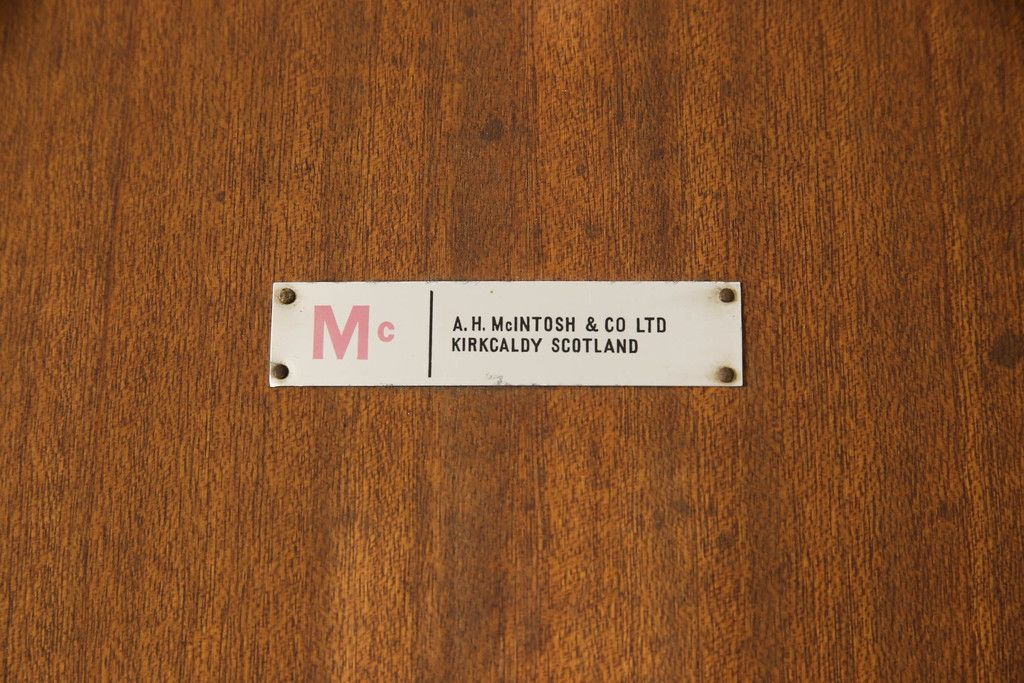 Mc
A. H. McINTOSH & CO LTD
KIRKCALDY SCOTLAND